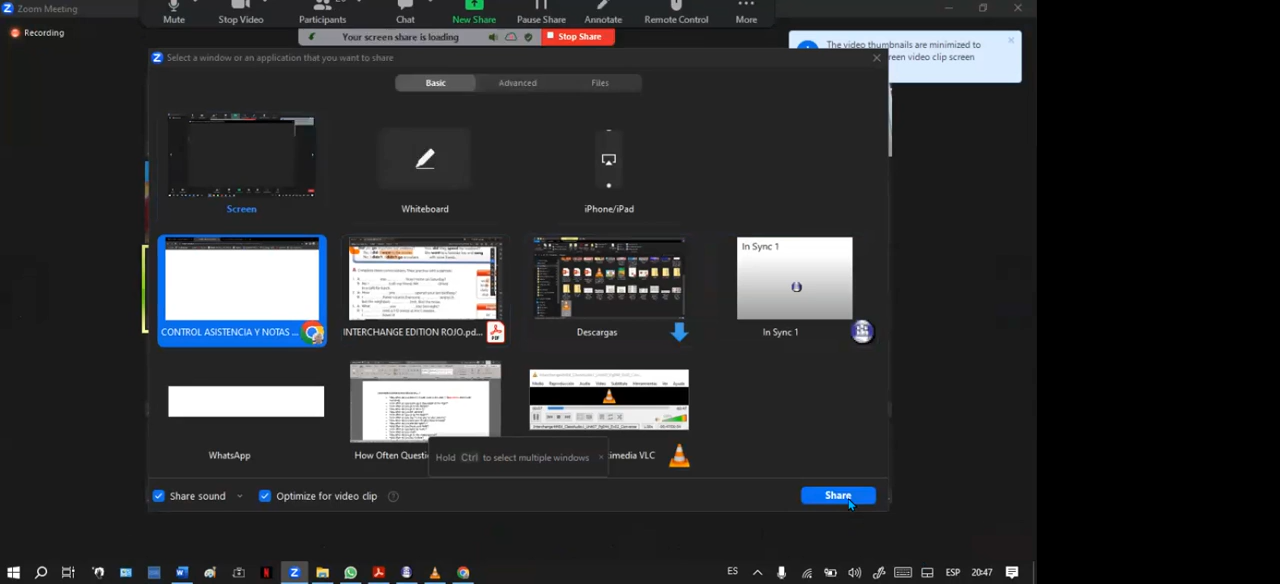 Zoom Meeting
Recording
Mute
Stop Video
Participants
Chat
New Share
Pause Share
Annotate
Remote Control
More
Your screen share is loading
Stop Share
The video thumbnails are minimized to
reen video clip screen
Select a window or an application that you want to share
Basic
Advanced
Files
Screen
Whiteboard
iPhone/iPad
In Sync 1
CONTROL ASISTENCIA Y NOTAS ...
INTERCHANGE EDITION ROJO.pd...
Descargas
In Sync 1
WhatsApp
How Often Questi
imedia VLC
Hold Ctrl to select multiple windows
Share sound
Optimize for video clip
Share
ES
ESP
20:47